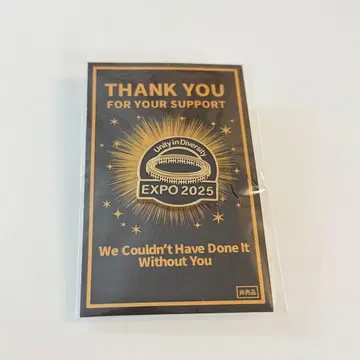 THANK YOU
FOR YOUR SUPPORT
Unity in Diversity
EXPO 2025
We Couldn't Have Done It
Without You
非売品